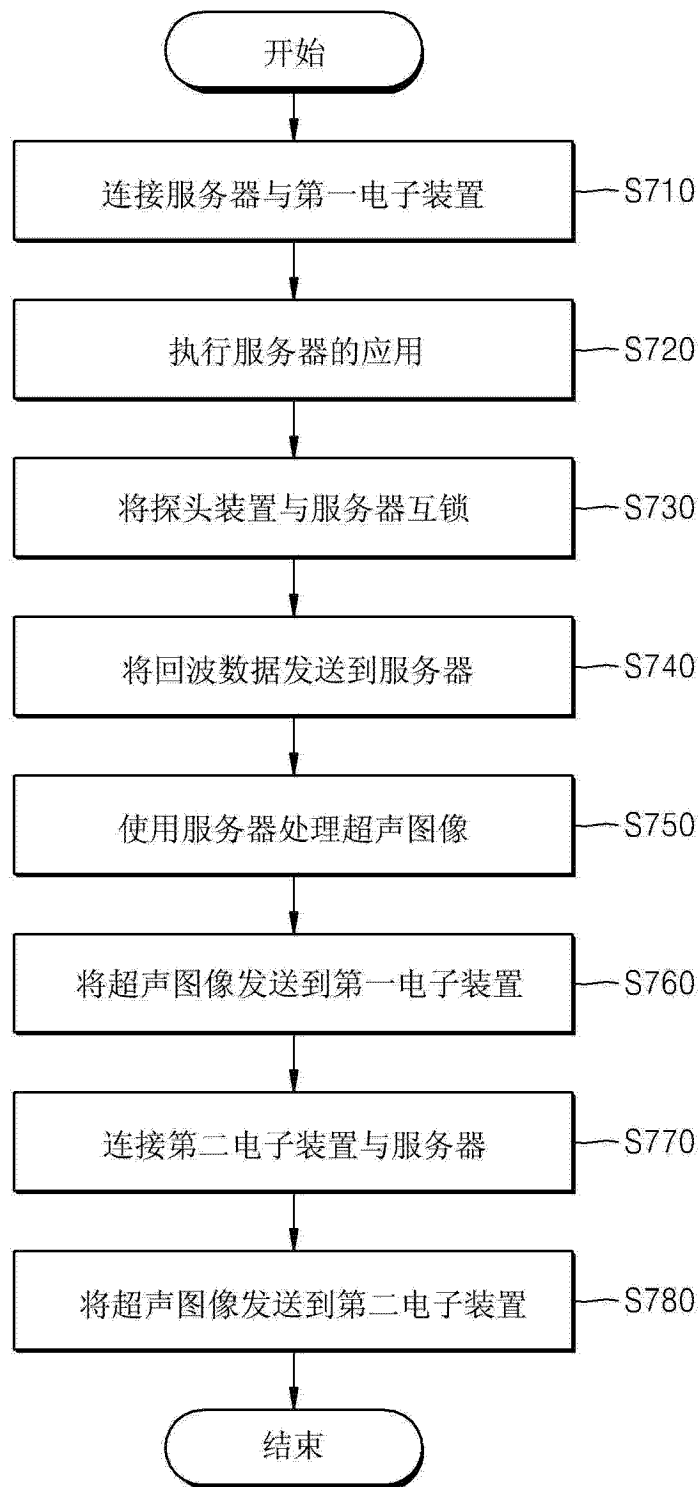 开始
连接服务器与第一电子装置
S710
执行服务器的应用
S720
将探头装置与服务器互锁
S730
将回波数据发送到服务器
S740
使用服务器处理超声图像
S750
将超声图像发送到第一电子装置
S760
连接第二电子装置与服务器
S770
将超声图像发送到第二电子装置
S780
结束